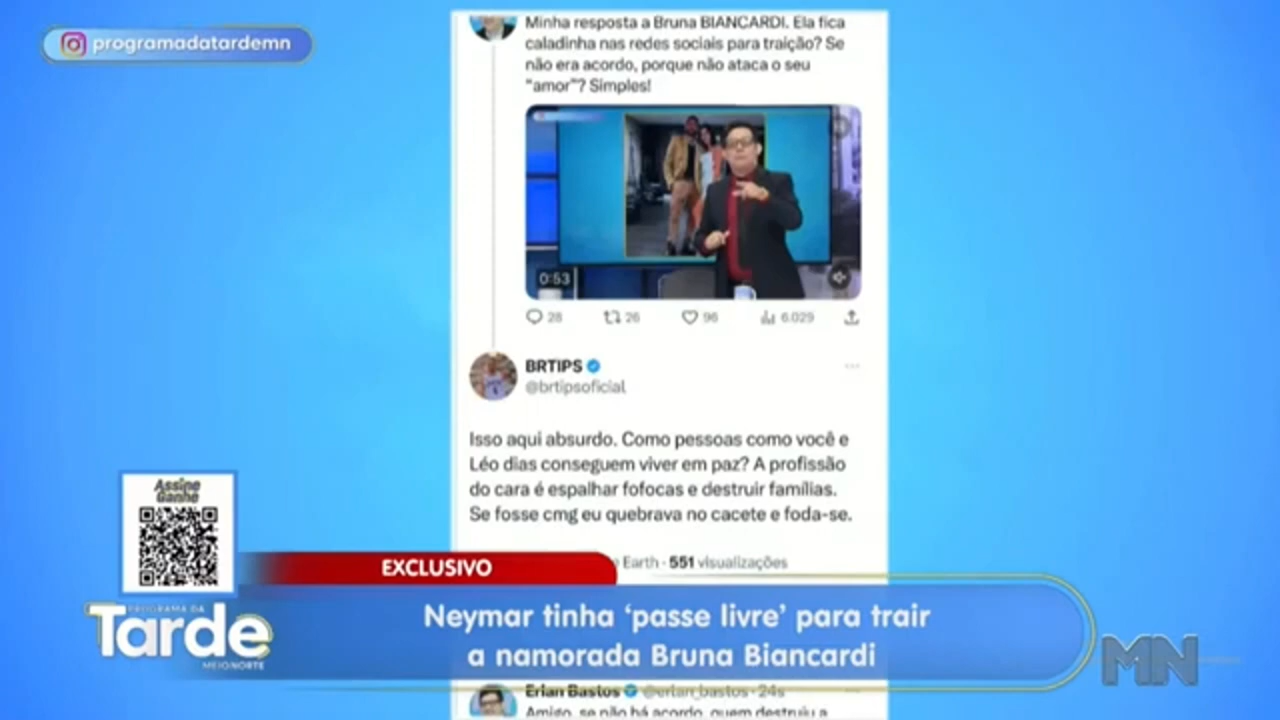 programadatardemn
Minha resposta a Bruna BIANCARDI. Ela fica
caladinha nas redes sociais para traição? Se
não era acordo, porque não ataca o seu
“amor”? Simples!
0:53
28 26 96 6.029
BRTIPS
@brtipsoficial
Isso aqui absurdo. Como pessoas como você e
Léo dias conseguem viver em paz? A profissão
do cara é espalhar fofocas e destruir famílias.
Se fosse cmg eu quebrava no cacete e foda-se.
Earth · 551 visualizações
Assine
Ganhe
EXCLUSIVO
Neymar tinha ‘passe livre’ para trair
a namorada Bruna Biancardi
PROGRAMA DA
Tarde
MEIO NORTE
MN
Erlan Bastos @erlan_bastos · 24s
Amigo, se não há acordo, quem destruiu a